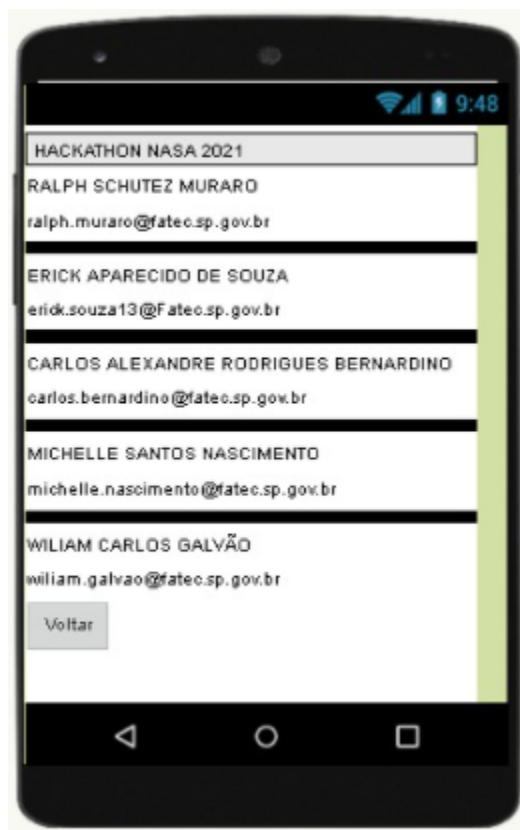 9:48
HACKATHON NASA 2021
RALPH SCHUTEZ MURARO
ralph.muraro@fatec.sp.gov.br
ERICK APARECIDO DE SOUZA
erick.souza13@Fatec.sp.gov.br
CARLOS ALEXANDRE RODRIGUES BERNARDINO
carlos.bernardino@fatec.sp.gov.br
MICHELLE SANTOS NASCIMENTO
michelle.nascimento@fatec.sp.gov.br
WILIAM CARLOS GALVÃO
wiliam.galvao@fatec.sp.gov.br
Voltar